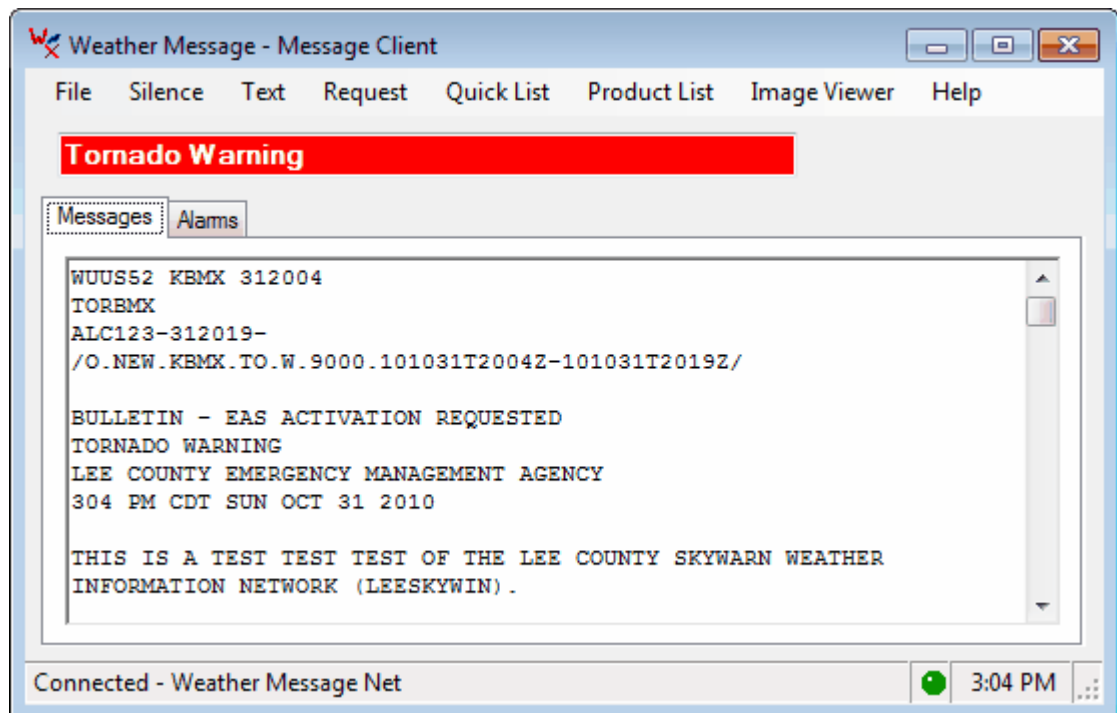 Weather Message - Message Client
File Silence Text Request Quick List Product List Image Viewer Help
Tornado Warning
Messages Alarms
WUUS52 KBMX 312004
TORBMX
ALC123-312019-
/O.NEW.KBMX.TO.W.9000.101031T2004Z-101031T2019Z/
BULLETIN - EAS ACTIVATION REQUESTED
TORNADO WARNING
LEE COUNTY EMERGENCY MANAGEMENT AGENCY
304 PM CDT SUN OCT 31 2010
THIS IS A TEST TEST TEST OF THE LEE COUNTY SKYWARN WEATHER
INFORMATION NETWORK (LEESKYWIN).
Connected - Weather Message Net 3:04 PM